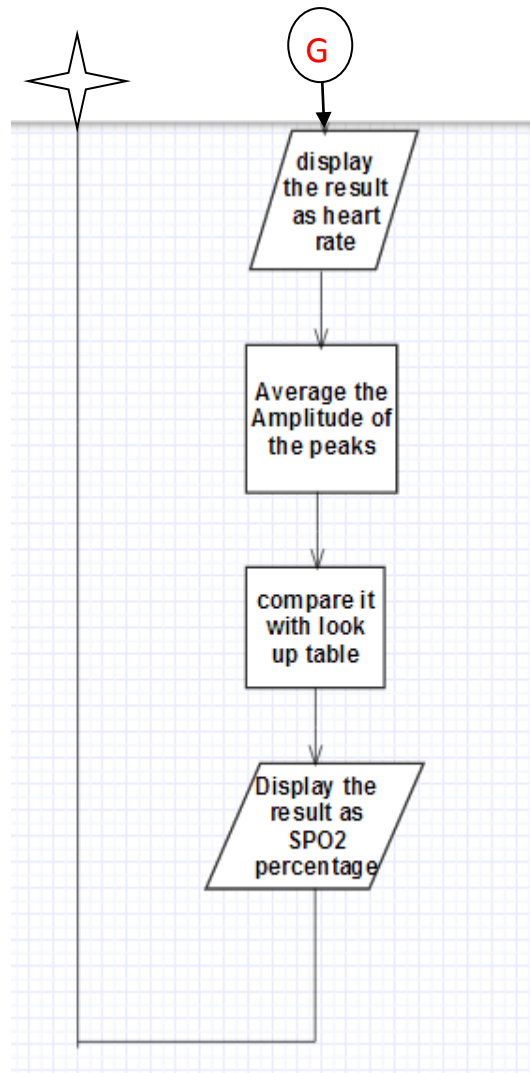 G
display
the result
as heart
rate
Average the
Amplitude of
the peaks
compare it
with look
up table
Display the
result as
SPO2
percentage